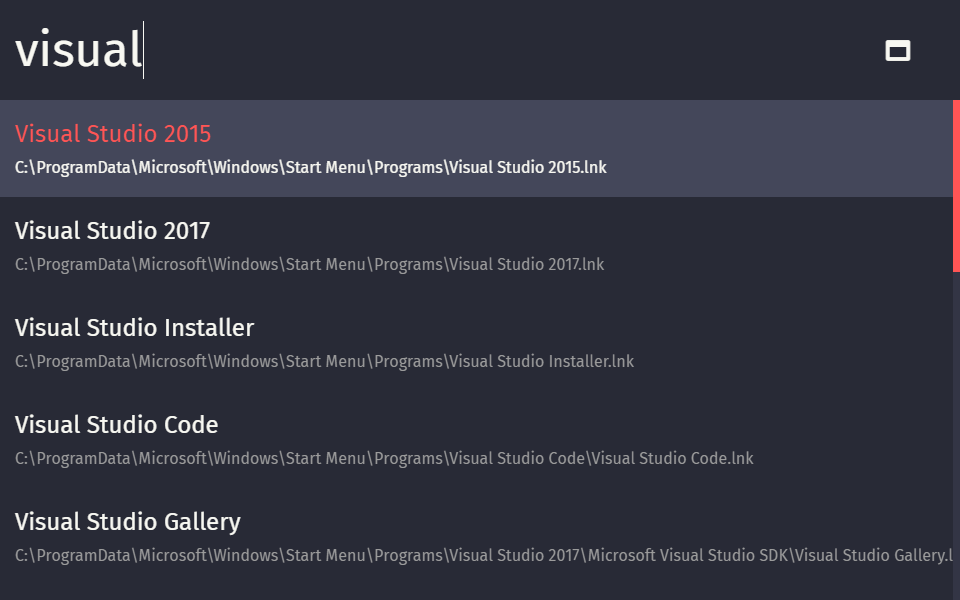 visual
Visual Studio 2015
C:\ProgramData\Microsoft\Windows\Start Menu\Programs\Visual Studio 2015.lnk
Visual Studio 2017
C:\ProgramData\Microsoft\Windows\Start Menu\Programs\Visual Studio 2017.lnk
Visual Studio Installer
C:\ProgramData\Microsoft\Windows\Start Menu\Programs\Visual Studio Installer.lnk
Visual Studio Code
C:\ProgramData\Microsoft\Windows\Start Menu\Programs\Visual Studio Code\Visual Studio Code.lnk
Visual Studio Gallery
C:\ProgramData\Microsoft\Windows\Start Menu\Programs\Visual Studio 2017\Microsoft Visual Studio SDK\Visual Studio Gallery.l